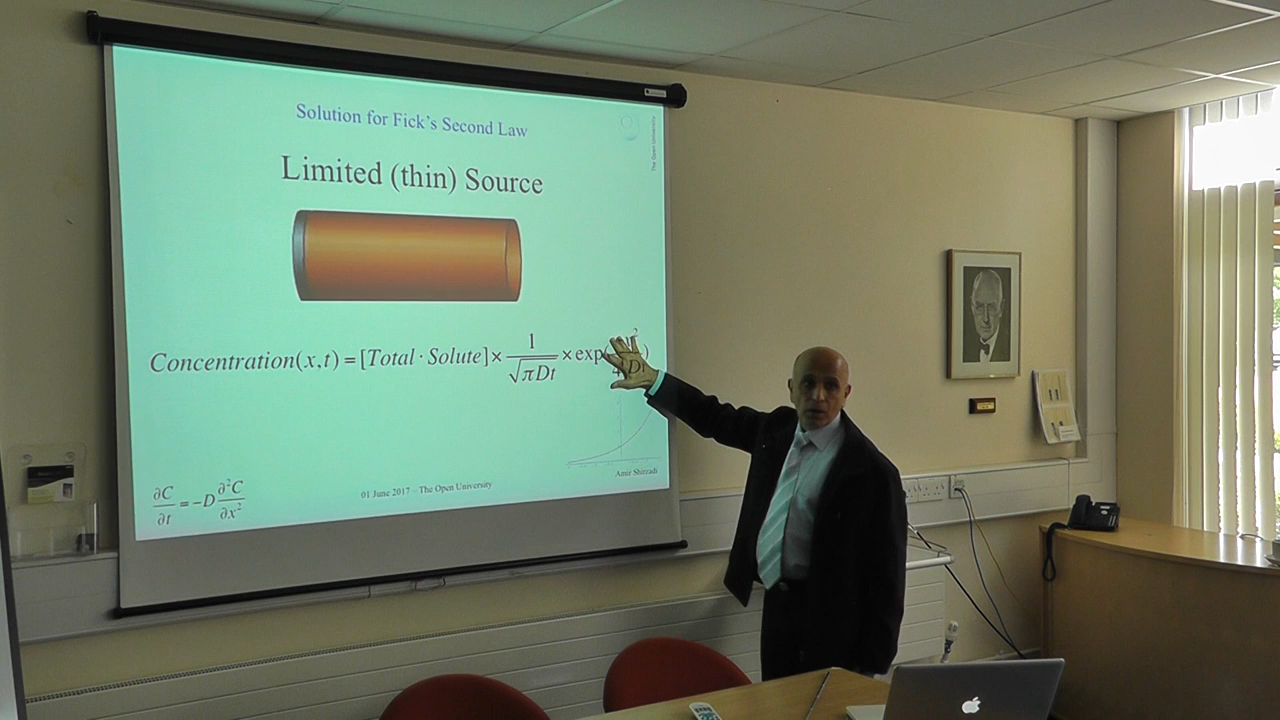 Solution for Fick's Second Law
The Open University
Limited (thin) Source
Concentration(x,t) = [Total · Solute] × 1/√πDt × exp(
∂C/∂t = -D ∂²C/∂x²
01 June 2017 – The Open University
Amir Shirzadi